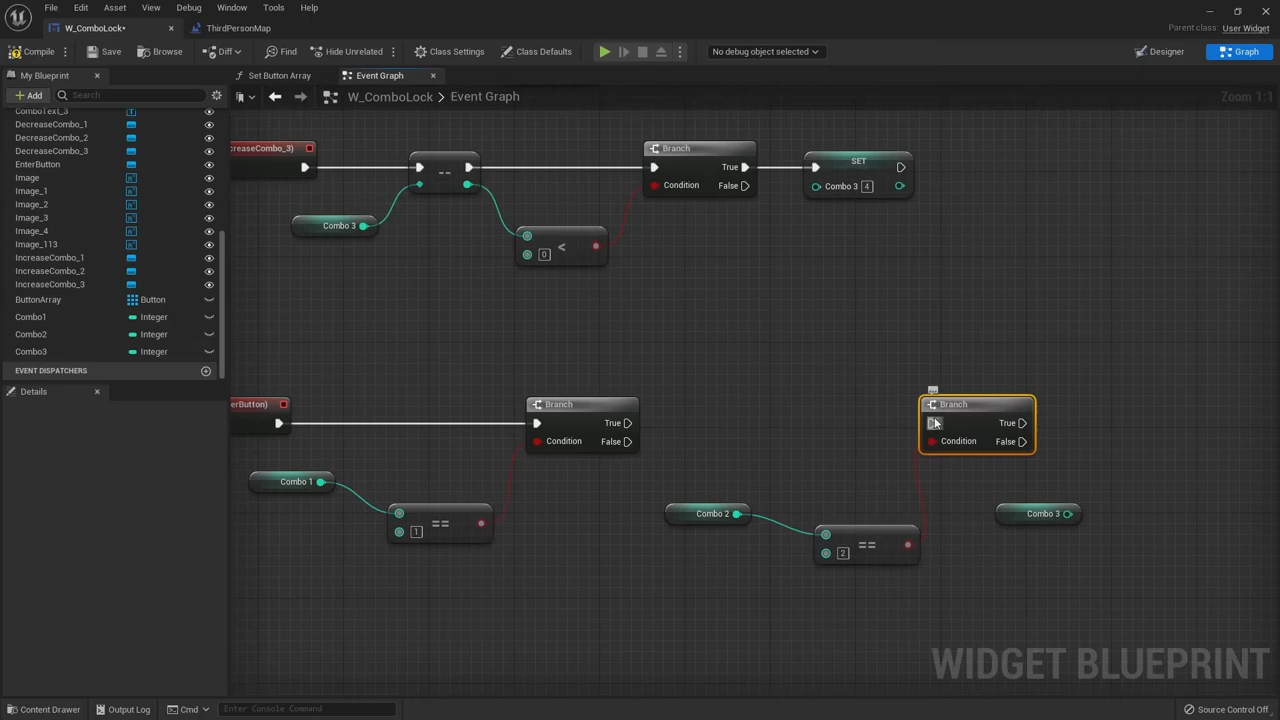 File Edit Asset View Debug Window Tools Help
W_ComboLock•
ThirdPersonMap
Parent class: User Widget
Compile
Save
Browse
Diff
Find
Hide Unrelated
Class Settings
Class Defaults
No debug object selected
Designer
Graph
My Blueprint
Set Button Array
Event Graph
Add
Search
W_ComboLock > Event Graph
Zoom 1:1
ComboText_3
DecreaseCombo_1
DecreaseCombo_2
DecreaseCombo_3
EnterButton
Image
Image_1
Image_2
Image_3
Image_4
Image_113
IncreaseCombo_1
IncreaseCombo_2
IncreaseCombo_3
ButtonArray Button
Combo1 Integer
Combo2 Integer
Combo3 Integer
EVENT DISPATCHERS
Details
creaseCombo_3)
--
Branch
True
Condition
False
SET
Combo 3 4
Combo 3
0 <
erButton)
Branch
True
Condition
False
Branch
True
Condition
False
Combo 1
1 ==
Combo 2
2 ==
Combo 3
WIDGET BLUEPRINT
Content Drawer
Output Log
Cmd
Enter Console Command
Source Control Off